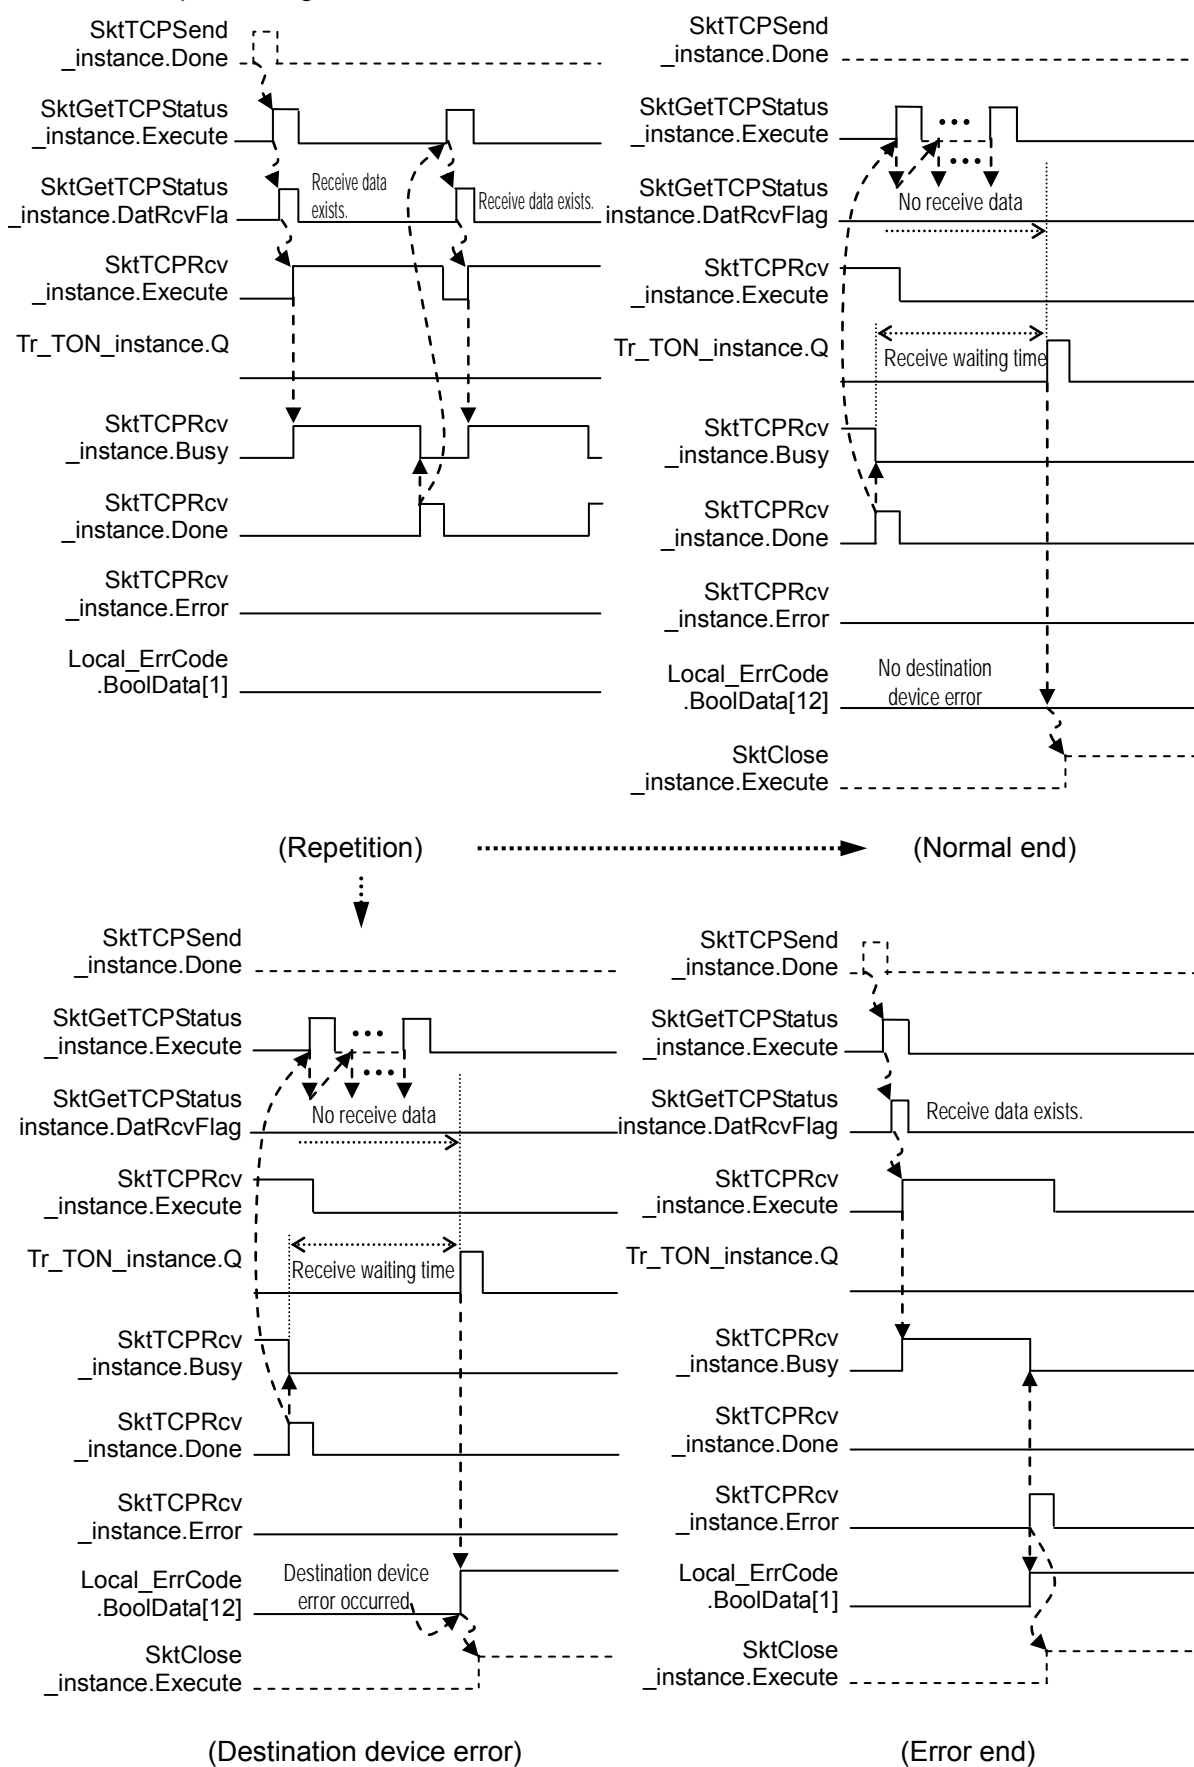 SktTCPSend
_instance.Done
SktGetTCPStatus
_instance.Execute
SktGetTCPStatus
_instance.DatRcvFla
Receive data
exists.
Receive data exists.
SktTCPRcv
_instance.Execute
Tr_TON_instance.Q
SktTCPRcv
_instance.Busy
SktTCPRcv
_instance.Done
SktTCPRcv
_instance.Error
Local_ErrCode
.BoolData[1]
SktTCPSend
_instance.Done
SktGetTCPStatus
_instance.Execute
SktGetTCPStatus
instance.DatRcvFlag
No receive data
SktTCPRcv
_instance.Execute
Tr_TON_instance.Q
Receive waiting time
SktTCPRcv
_instance.Busy
SktTCPRcv
_instance.Done
SktTCPRcv
_instance.Error
Local_ErrCode
.BoolData[12]
No destination
device error
SktClose
_instance.Execute
(Repetition)
(Normal end)
SktTCPSend
_instance.Done
SktGetTCPStatus
_instance.Execute
SktGetTCPStatus
instance.DatRcvFlag
No receive data
SktTCPRcv
_instance.Execute
Tr_TON_instance.Q
Receive waiting time
SktTCPRcv
_instance.Busy
SktTCPRcv
_instance.Done
SktTCPRcv
_instance.Error
Local_ErrCode
.BoolData[12]
Destination device
error occurred
SktClose
_instance.Execute
(Destination device error)
SktTCPSend
_instance.Done
SktGetTCPStatus
_instance.Execute
SktGetTCPStatus
instance.DatRcvFlag
Receive data exists.
SktTCPRcv
_instance.Execute
Tr_TON_instance.Q
SktTCPRcv
_instance.Busy
SktTCPRcv
_instance.Done
SktTCPRcv
_instance.Error
Local_ErrCode
.BoolData[1]
SktClose
_instance.Execute
(Error end)